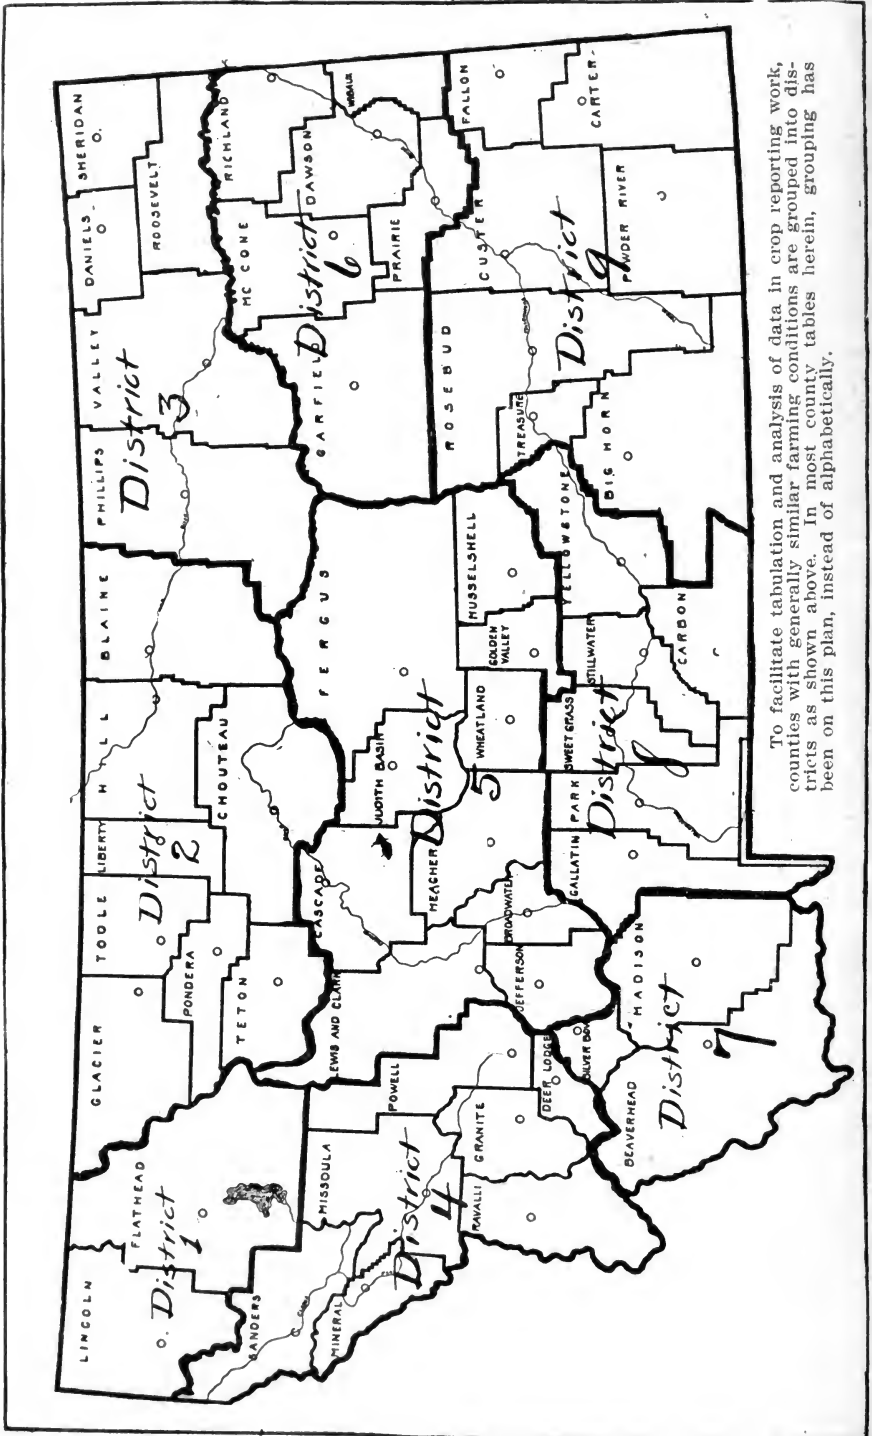 LINCOLN
FLATHEAD
GLACIER
TOOLE
LIBERTY
HILL
BLAINE
PHILLIPS
VALLEY
DANIELS
SHERIDAN
ROOSEVELT
District
1
District
2
District
3
PONDERA
TETON
CHOUTEAU
SANDERS
MINERAL
MISSOULA
POWELL
GRANITE
RAVALLI
DEER LODGE
District
4
LEWIS AND CLARK
CASCADE
JUDITH BASIN
FERGUS
MEAGHER
BROADWATER
JEFFERSON
WHEATLAND
GOLDEN
VALLEY
MUSSELSHELL
District
5
GARFIELD
MC CONE
RICHLAND
DAWSON
WIBAUX
PRAIRIE
District
6
SILVER BOW
MADISON
BEAVERHEAD
District
7
GALLATIN
PARK
SWEET GRASS
STILLWATER
CARBON
YELLOWSTONE
District
8
BIG HORN
TREASURE
ROSEBUD
CUSTER
FALLON
CARTER
POWDER RIVER
District
9
To facilitate tabulation and analysis of data in crop reporting work,
counties with generally similar farming conditions are grouped into dis-
tricts as shown above. In most county tables herein, grouping has
been on this plan, instead of alphabetically.